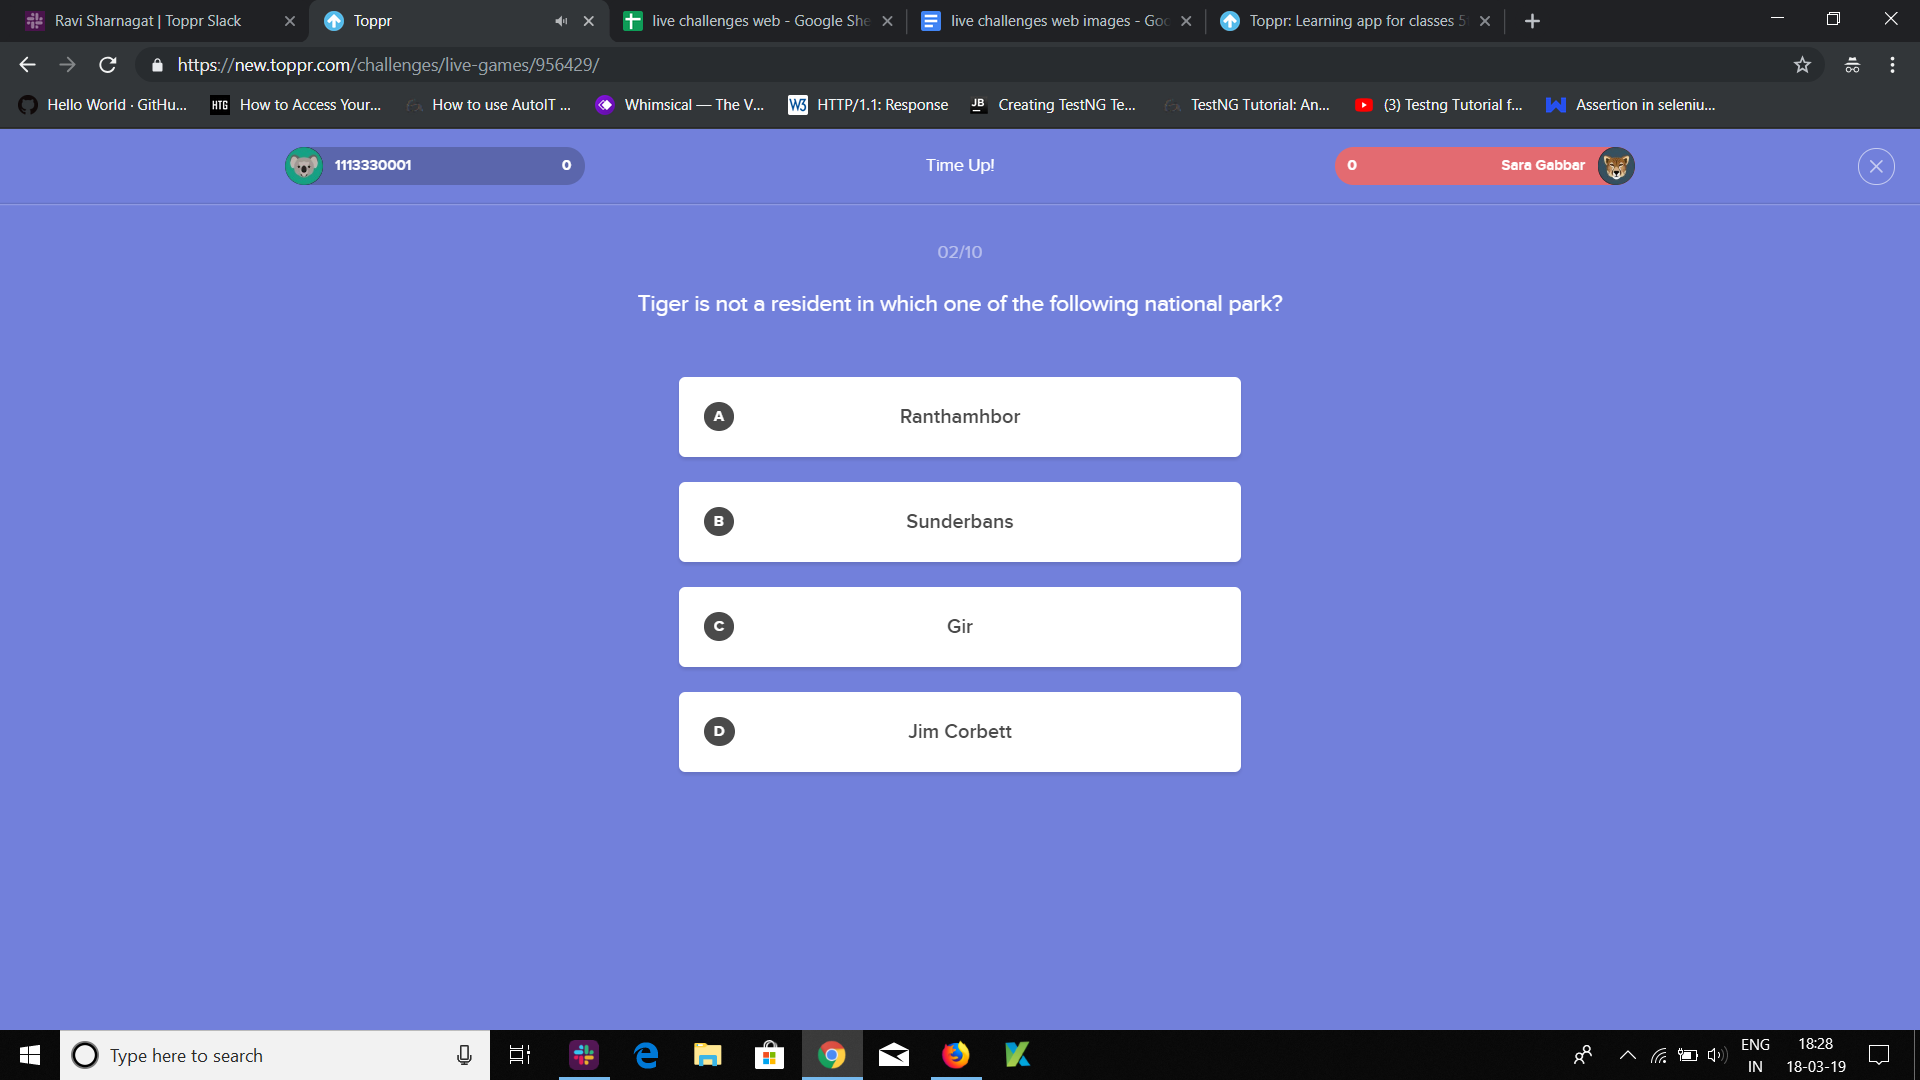 Ravi Sharnagat | Toppr Slack
Toppr
live challenges web - Google She
live challenges web images - Goo
Toppr: Learning app for classes 5
https://new.toppr.com/challenges/live-games/956429/
Hello World · GitHu...
HTG How to Access Your...
How to use AutoIT ...
Whimsical — The V...
W3 HTTP/1.1: Response
JB Creating TestNG Te...
TestNG Tutorial: An...
(3) Testng Tutorial f...
Assertion in seleniu...
1113330001 0
Time Up!
0 Sara Gabbar
02/10
Tiger is not a resident in which one of the following national park?
A Ranthamhbor
B Sunderbans
C Gir
D Jim Corbett
Type here to search
ENG
IN
18:28
18-03-19